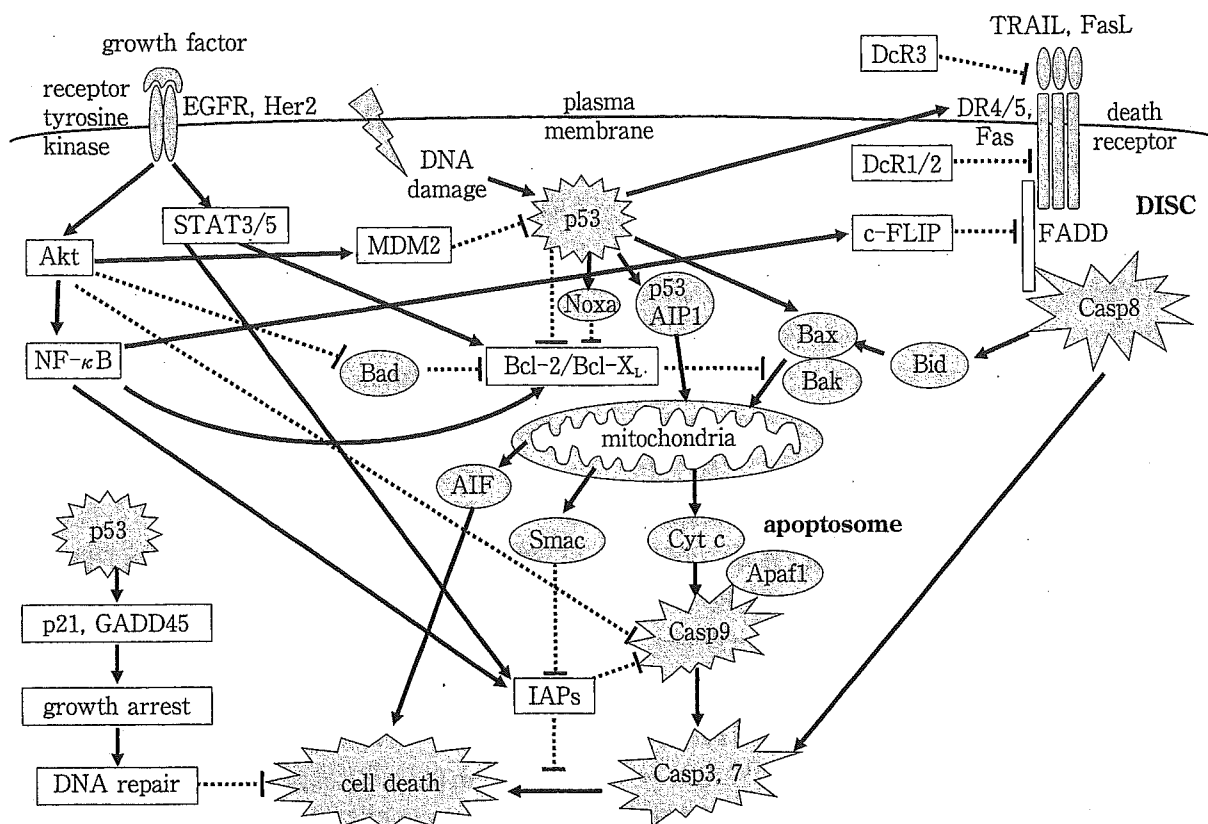 growth factor
receptor
tyrosine
kinase
EGFR, Her2
plasma
membrane
TRAIL, FasL
DcR3
DR4/5,
Fas
death
receptor
DNA
damage
p53
DcR1/2
DISC
STAT3/5
MDM2
c-FLIP
FADD
Akt
Noxa
p53
AIP1
Casp8
NF-κB
Bad
Bcl-2/Bcl-XL.
Bax
Bak
Bid
mitochondria
AIF
p53
Smac
Cyt c
apoptosome
Apaf1
p21, GADD45
Casp9
growth arrest
IAPs
DNA repair
cell death
Casp3, 7